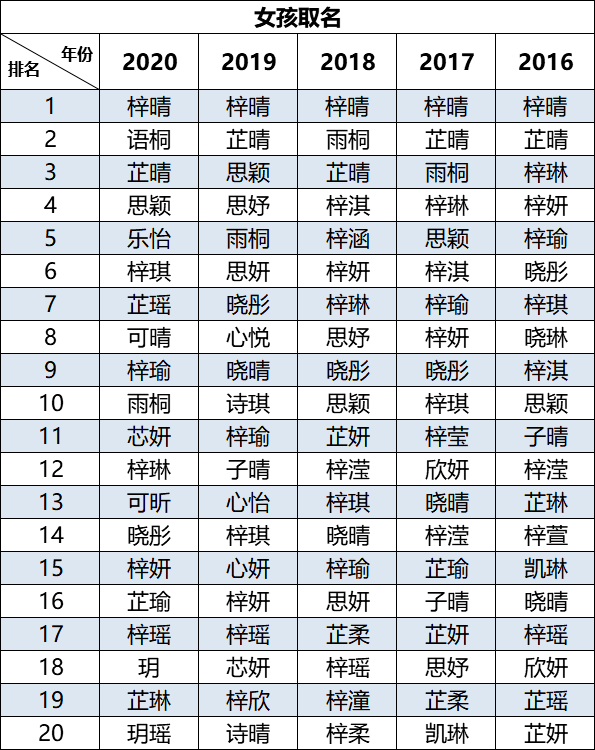 女孩取名
年份
排名
2020 2019 2018 2017 2016
1 梓晴 梓晴 梓晴 梓晴 梓晴
2 语桐 芷晴 雨桐 芷晴 芷晴
3 芷晴 思颖 芷晴 雨桐 梓琳
4 思颖 思妤 梓淇 梓琳 梓妍
5 乐怡 雨桐 梓涵 思颖 梓瑜
6 梓琪 思妍 梓妍 梓淇 晓彤
7 芷瑶 晓彤 梓琳 梓瑜 梓琪
8 可晴 心悦 思妤 梓妍 晓琳
9 梓瑜 晓晴 晓彤 晓彤 梓淇
10 雨桐 诗琪 思颖 梓琪 思颖
11 芯妍 梓瑜 芷妍 梓莹 子晴
12 梓琳 子晴 梓滢 欣妍 梓滢
13 可昕 心怡 梓琪 晓晴 芷琳
14 晓彤 梓琪 晓晴 梓滢 梓萱
15 梓妍 心妍 梓瑜 芷瑜 凯琳
16 芷瑜 梓妍 思妍 子晴 晓晴
17 梓瑶 梓瑶 芷柔 芷妍 梓瑶
18 玥 芯妍 梓瑶 思妤 欣妍
19 芷琳 梓欣 梓潼 芷柔 芷瑶
20 玥瑶 诗晴 梓柔 凯琳 芷妍